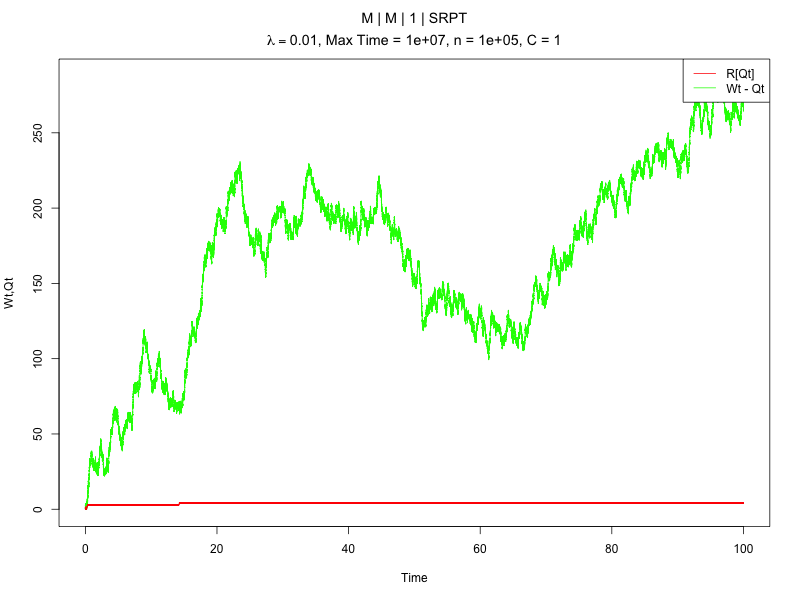 M | M | 1 | SRPT
λ = 0.01, Max Time = 1e+07, n = 1e+05, C = 1
R[Qt]
Wt - Qt
250
200
150
100
50
0
Wt,Qt
0 20 40 60 80 100
Time